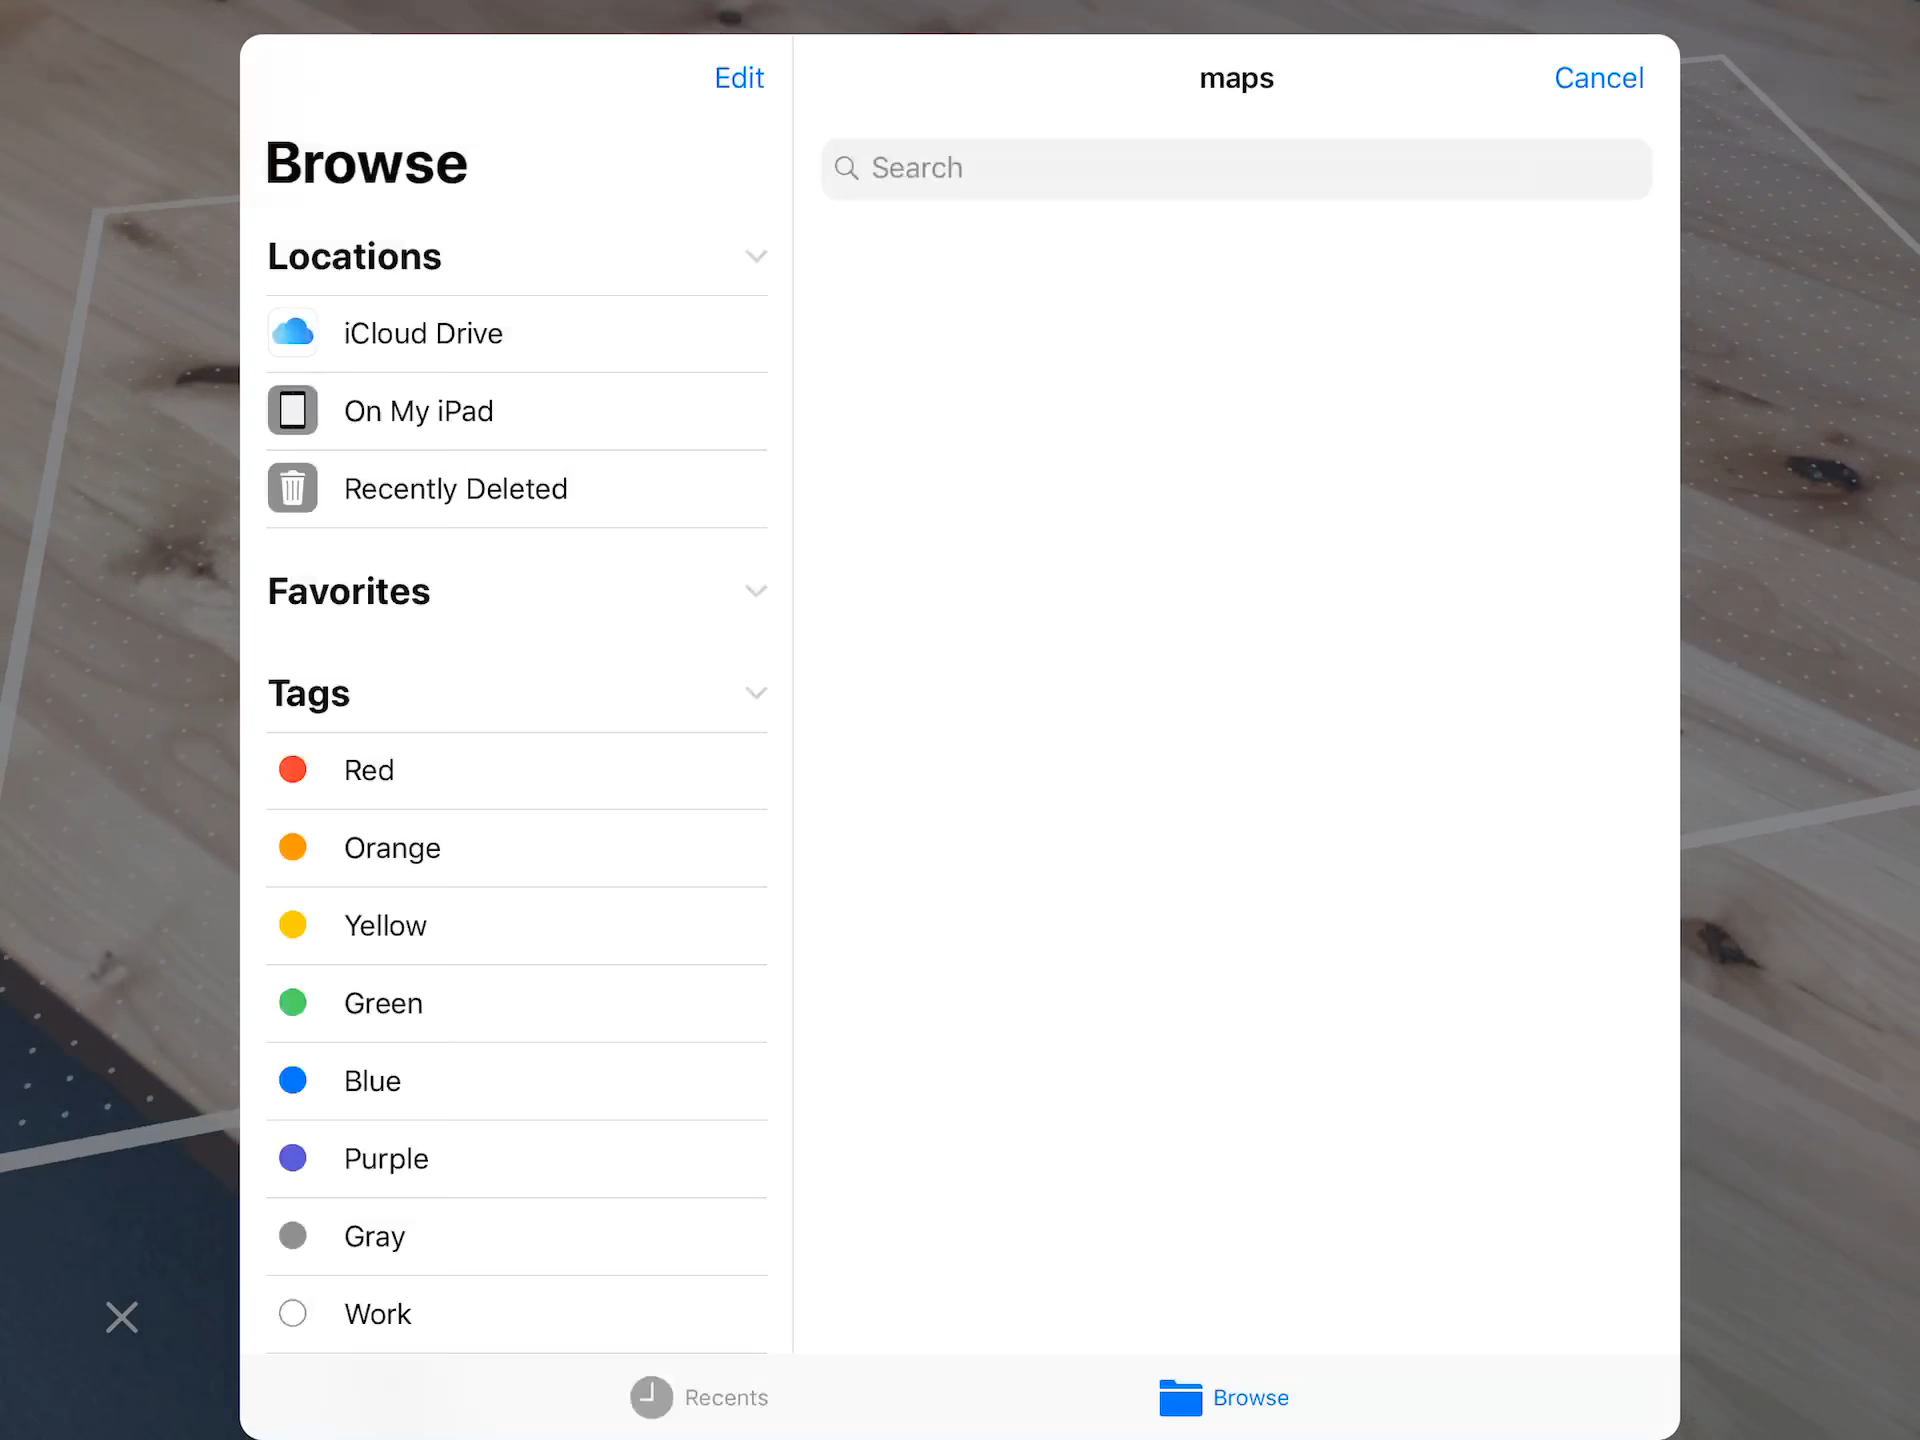 Edit
Browse
Locations
iCloud Drive
On My iPad
Recently Deleted
Favorites
Tags
Red
Orange
Yellow
Green
Blue
Purple
Gray
Work
maps
Cancel
Search
Recents
Browse